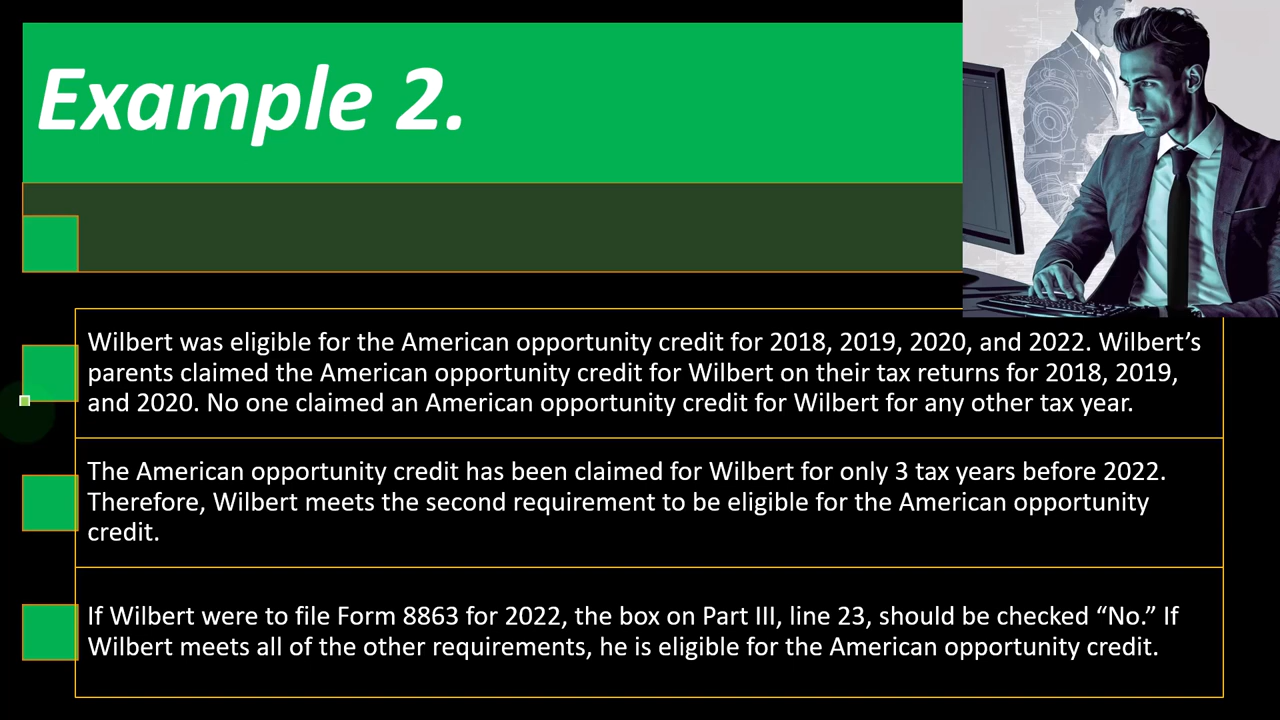 Example 2.
Wilbert was eligible for the American opportunity credit for 2018, 2019, 2020, and 2022. Wilbert’s
parents claimed the American opportunity credit for Wilbert on their tax returns for 2018, 2019,
and 2020. No one claimed an American opportunity credit for Wilbert for any other tax year.
The American opportunity credit has been claimed for Wilbert for only 3 tax years before 2022.
Therefore, Wilbert meets the second requirement to be eligible for the American opportunity
credit.
If Wilbert were to file Form 8863 for 2022, the box on Part III, line 23, should be checked “No.” If
Wilbert meets all of the other requirements, he is eligible for the American opportunity credit.